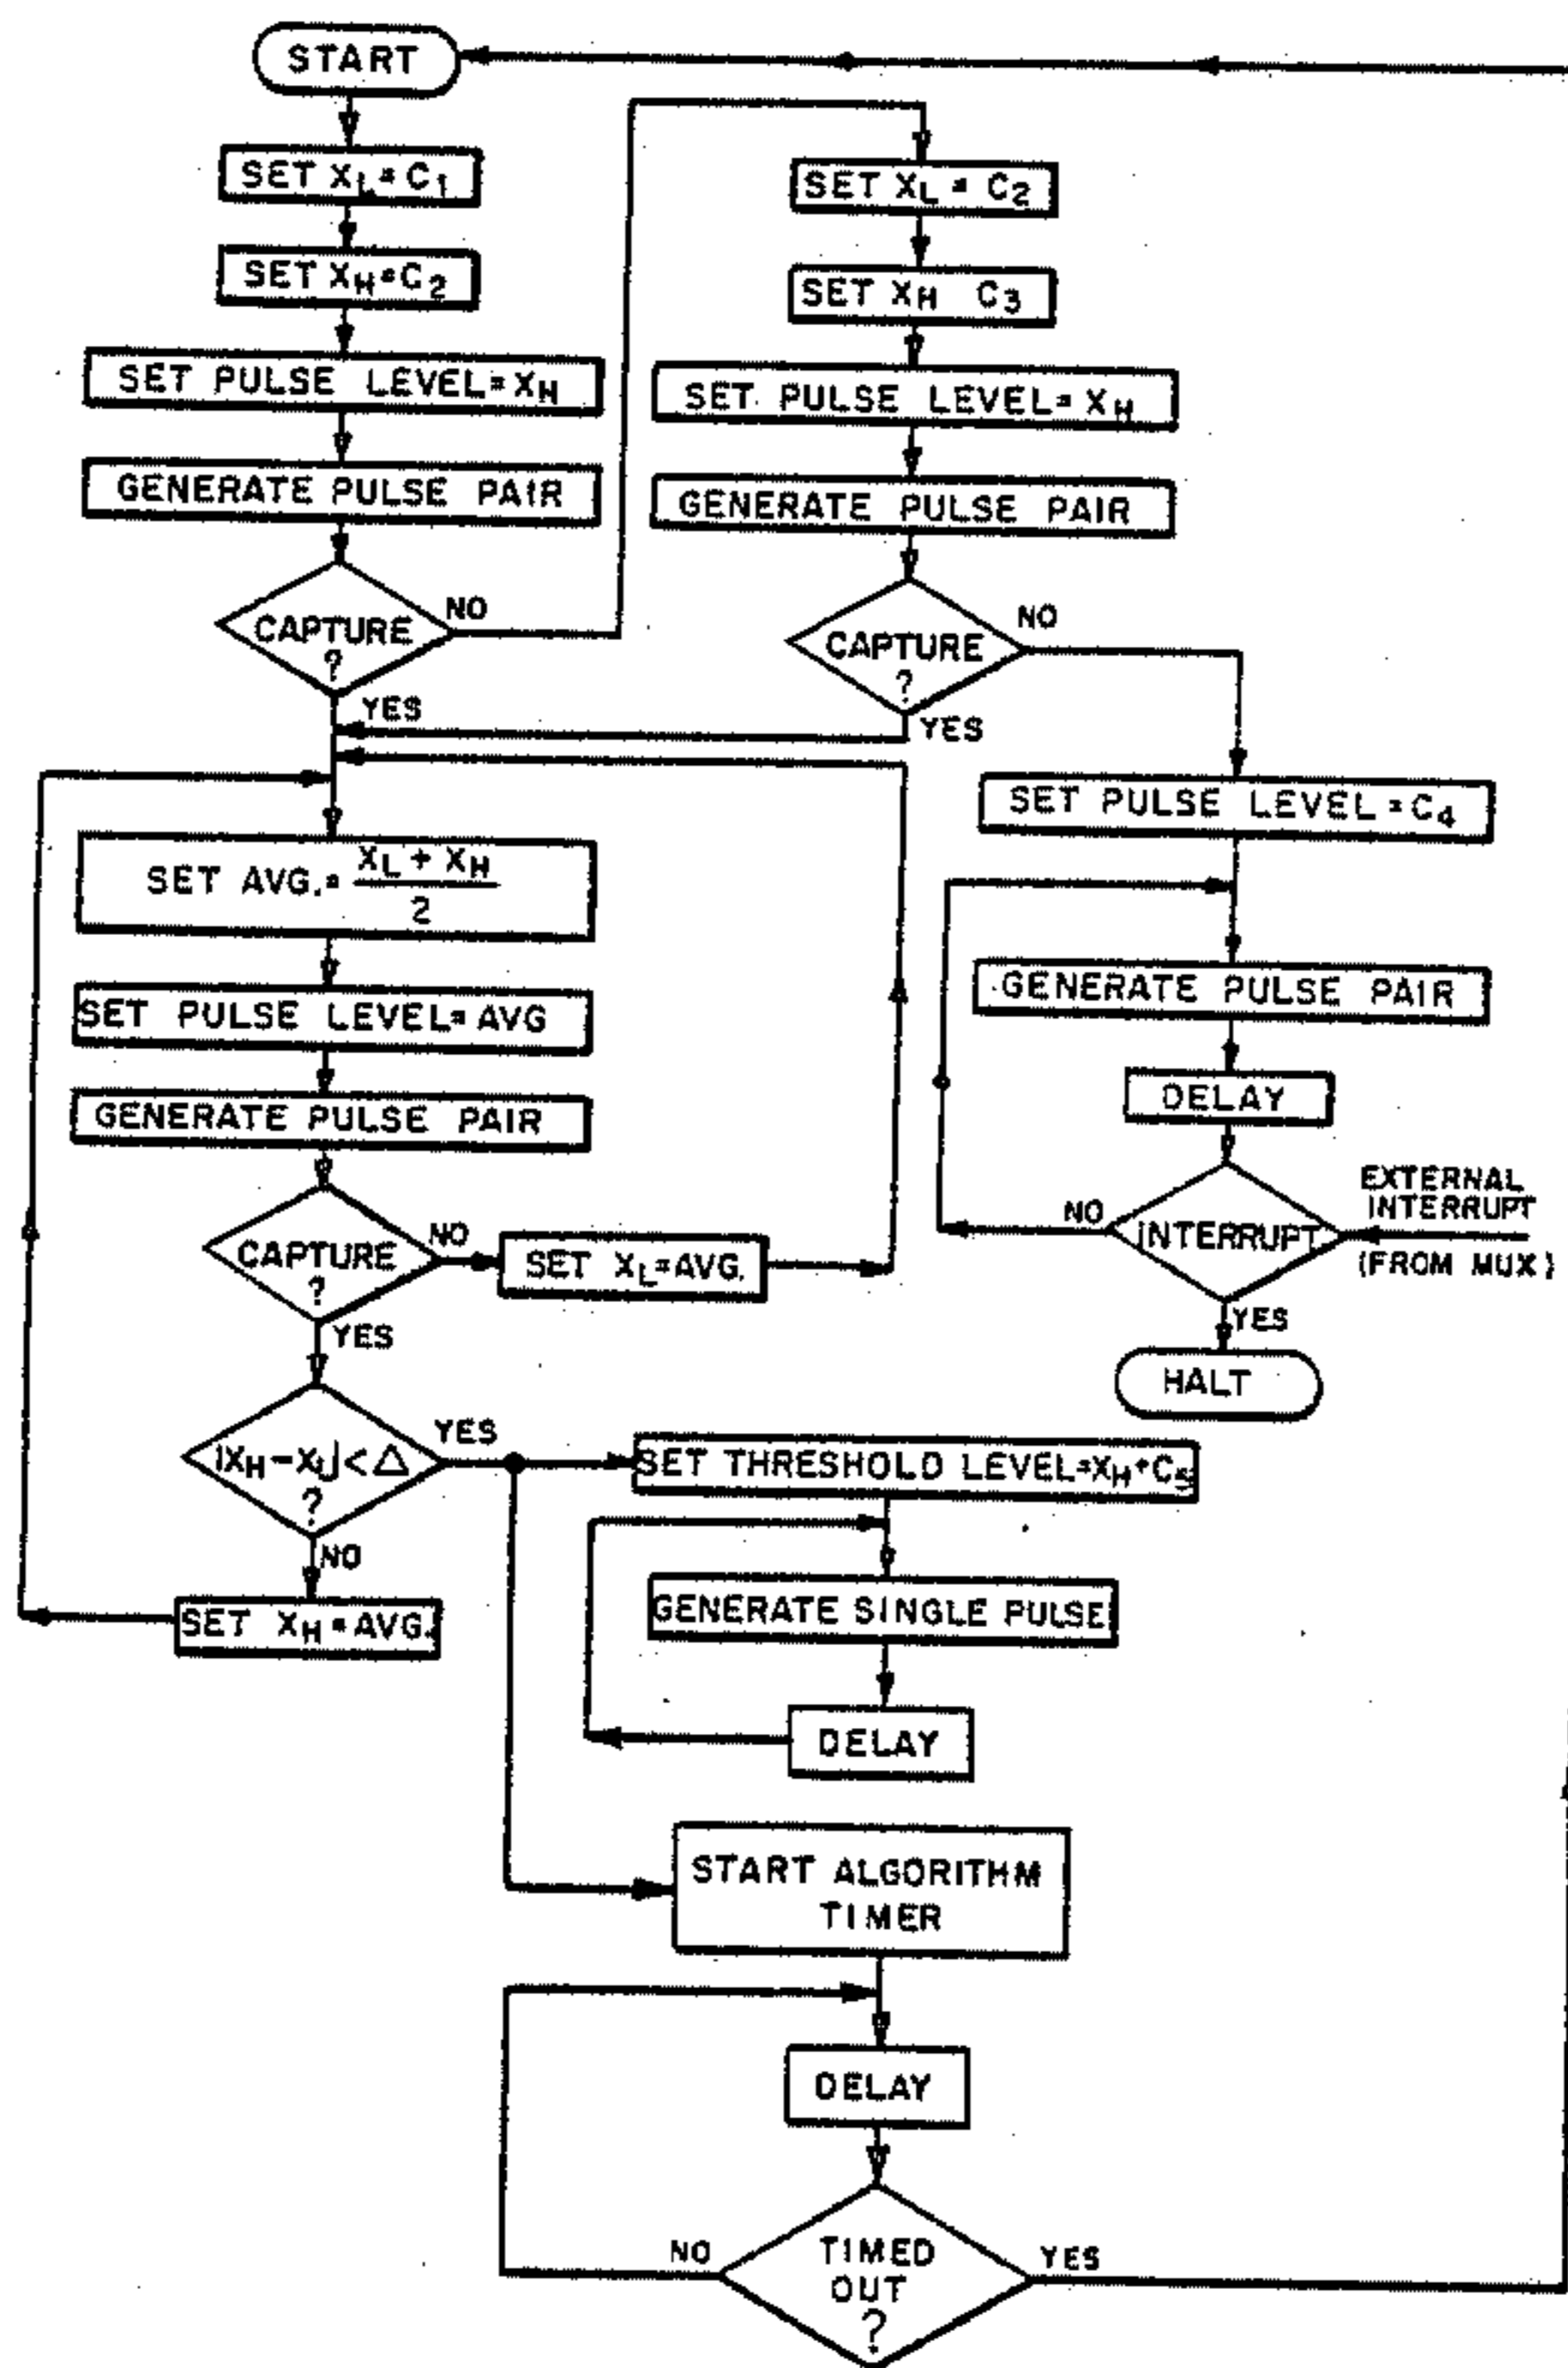 START
SET XL = C1
SET XH = C2
SET PULSE LEVEL = XH
GENERATE PULSE PAIR
CAPTURE
?
NO
YES
SET XL = C2
SET XH C3
SET PULSE LEVEL = XH
GENERATE PULSE PAIR
CAPTURE
?
NO
YES
SET PULSE LEVEL = C4
GENERATE PULSE PAIR
DELAY
INTERRUPT
NO
EXTERNAL
INTERRUPT
(FROM MUX)
YES
HALT
SET AVG. = XL + XH
2
SET PULSE LEVEL = AVG
GENERATE PULSE PAIR
CAPTURE
?
NO
SET XL = AVG.
YES
|XH - XL| < Δ
?
YES
NO
SET XH = AVG.
SET THRESHOLD LEVEL = XH + C5
GENERATE SINGLE PULSE
DELAY
START ALGORITHM
TIMER
DELAY
TIMED
OUT
?
NO
YES